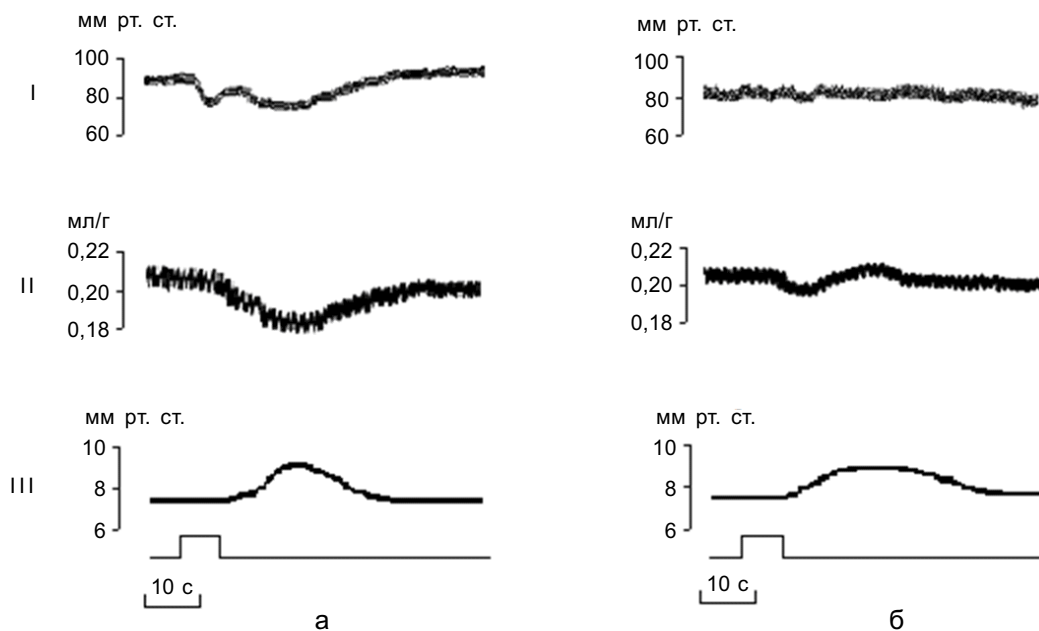 мм рт. ст.
мм рт. ст.
I
100
80
60
100
80
60
мл/г
мл/г
II
0,22
0,20
0,18
0,22
0,20
0,18
мм рт. ст.
мм рт. ст.
III
10
8
6
10
8
6
10 с
10 с
а
б